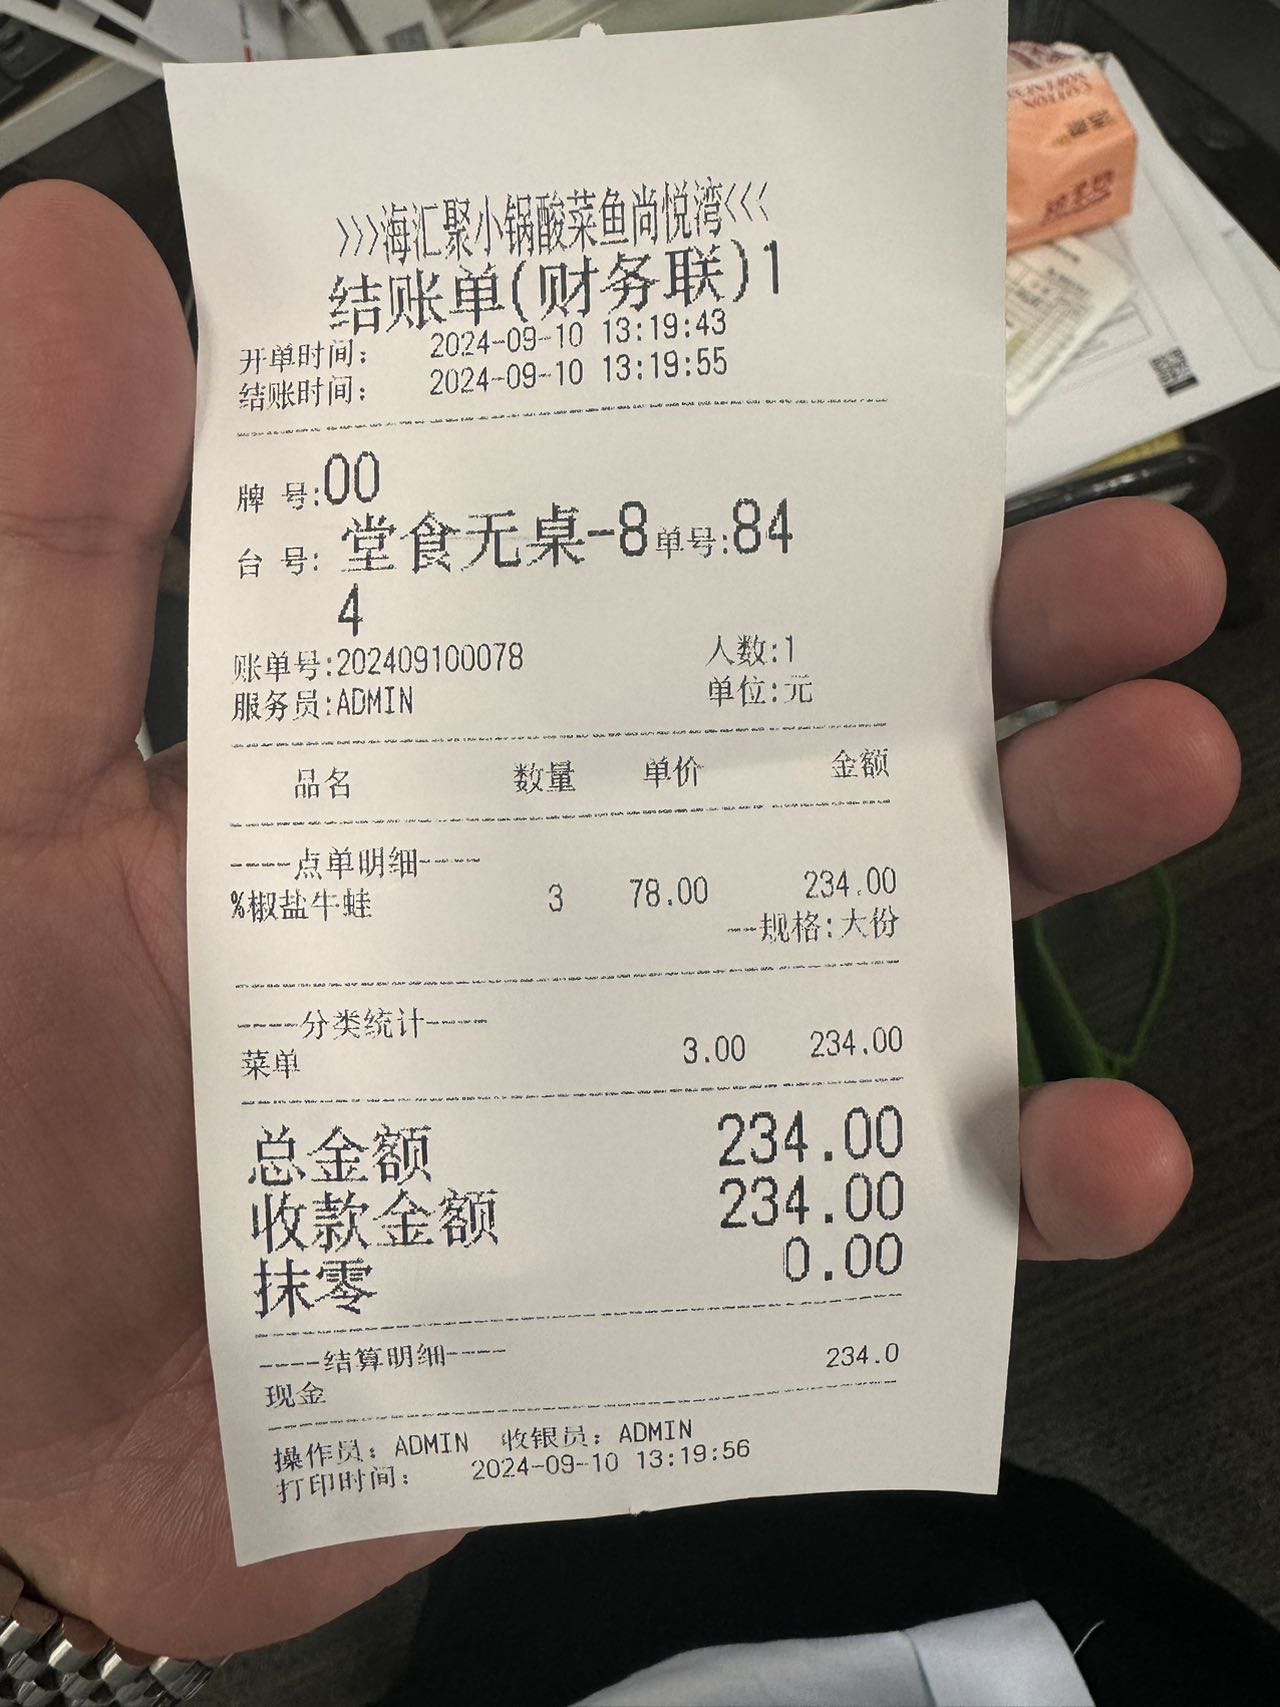 >>>海汇聚小锅酸菜鱼尚悦湾<<<
结账单(财务联)1
开单时间: 2024-09-10 13:19:43
结账时间: 2024-09-10 13:19:55
牌 号:00
台 号: 堂食无桌-8 单号:84
4
账单号:202409100078 人数:1
服务员:ADMIN 单位:元
品名 数量 单价 金额
----点单明细----
%椒盐牛蛙 3 78.00 234.00
--规格:大份
----分类统计----
菜单 3.00 234.00
总金额 234.00
收款金额 234.00
抹零 0.00
----结算明细----
现金 234.0
操作员: ADMIN 收银员: ADMIN
打印时间: 2024-09-10 13:19:56
COTTON